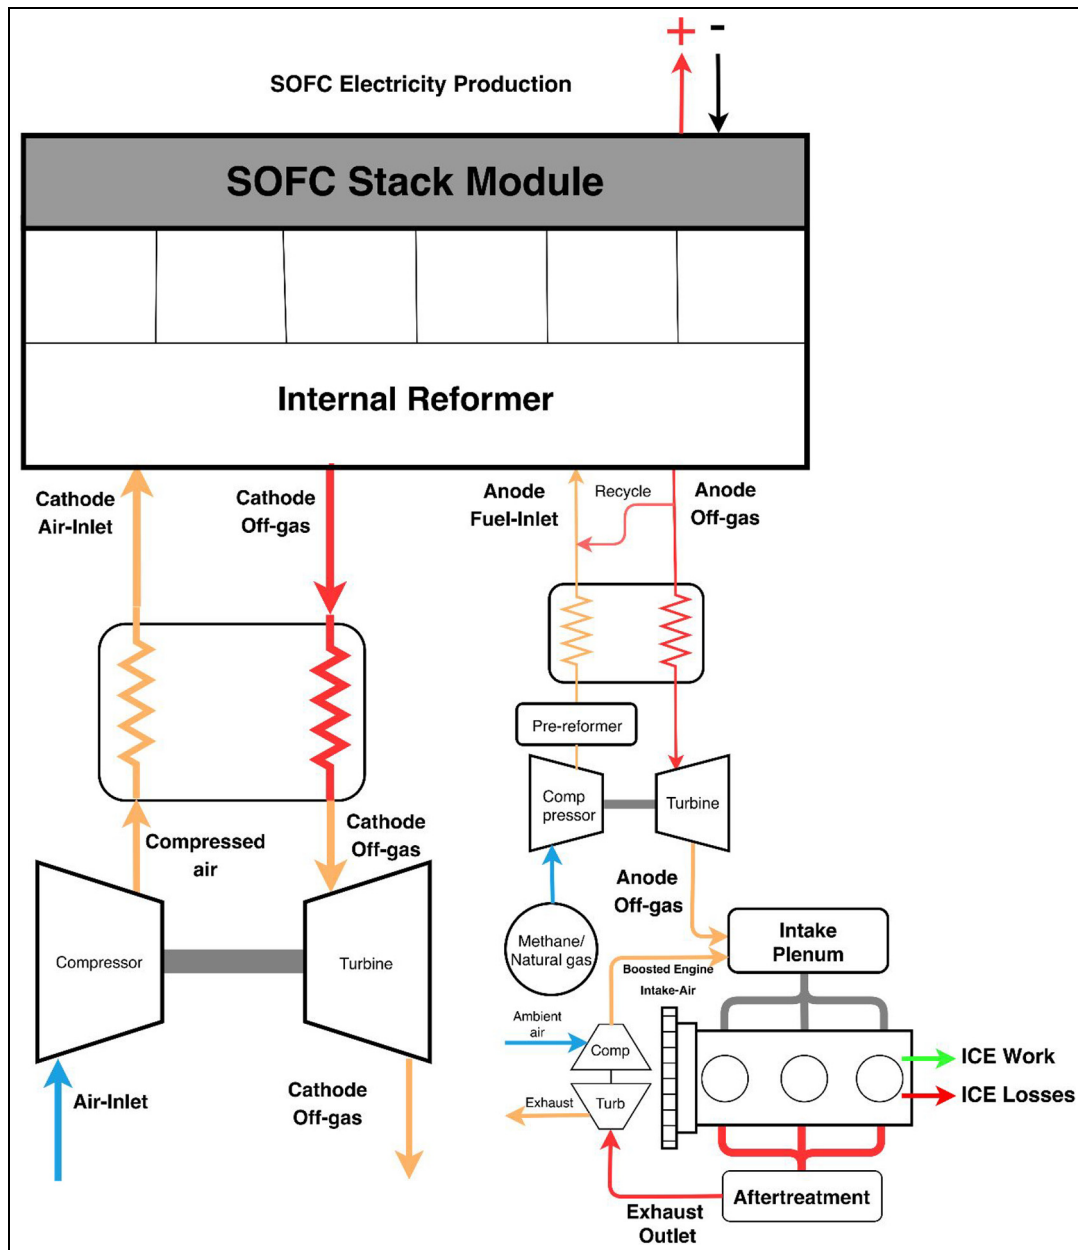 + -
SOFC Electricity Production
SOFC Stack Module
Internal Reformer
Cathode
Air-Inlet
Cathode
Off-gas
Anode
Fuel-Inlet
Recycle
Anode
Off-gas
Pre-reformer
Comp
pressor
Turbine
Compressed
air
Cathode
Off-gas
Compressor
Turbine
Air-Inlet
Cathode
Off-gas
Methane/
Natural gas
Anode
Off-gas
Intake
Plenum
Boosted Engine
Intake-Air
Ambient
air
Comp
Turb
Exhaust
ICE Work
ICE Losses
Aftertreatment
Exhaust
Outlet